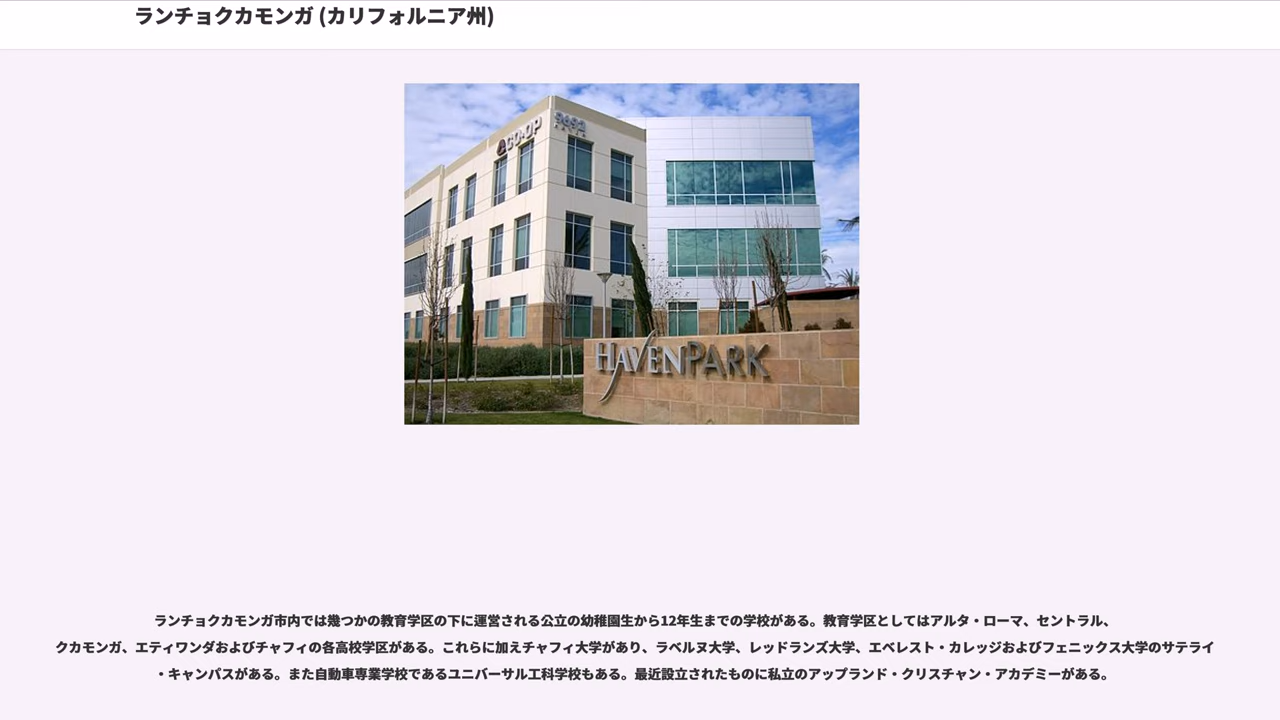 ランチョクカモンガ (カリフォルニア州)
CO-OP
9692
HAVENPARK
ランチョクカモンガ市内では幾つかの教育学区の下に運営される公立の幼稚園生から12年生までの学校がある。教育学区としてはアルタ・ローマ、セントラル、
クカモンガ、エティワンダおよびチャフィの各高校学区がある。これらに加えチャフィ大学があり、ラベルヌ大学、レッドランズ大学、エベレスト・カレッジおよびフェニックス大学のサテライ
・キャンパスがある。また自動車専業学校であるユニバーサル工科学校もある。最近設立されたものに私立のアップランド・クリスチャン・アカデミーがある。